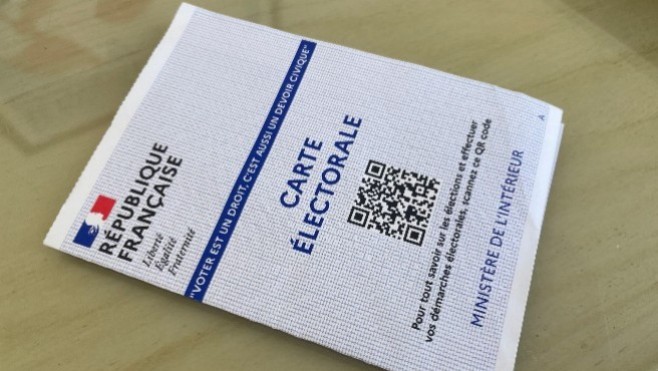 RÉPUBLIQUE
FRANÇAISE
Liberté
Égalité
Fraternité
"VOTER EST UN DROIT, C'EST AUSSI UN DEVOIR CIVIQUE"
CARTE
ÉLECTORALE
Pour tout savoir sur les élections et effectuer
vos démarches électorales, scannez ce QR code
MINISTÈRE DE L'INTÉRIEUR
A